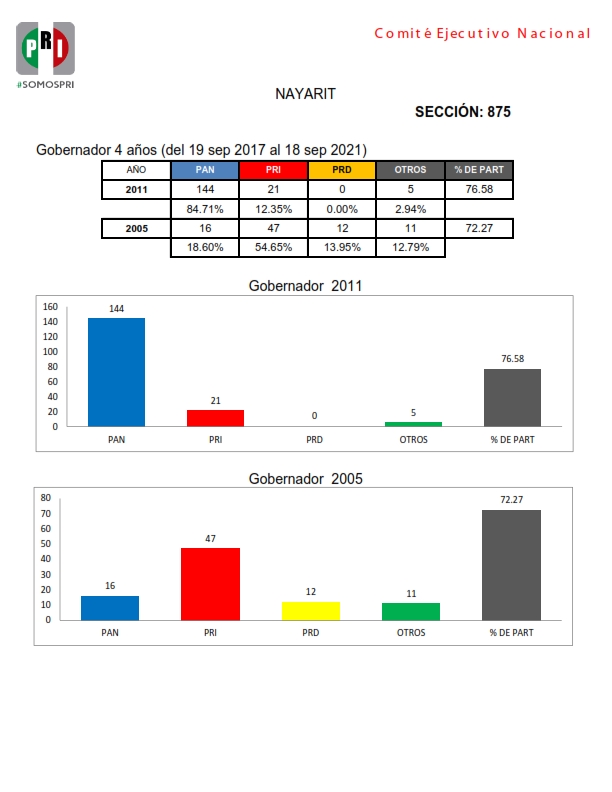 PRI
#SOMOSPRI
Comité Ejecutivo Nacional
NAYARIT
SECCIÓN: 875
Gobernador 4 años (del 19 sep 2017 al 18 sep 2021)
AÑO PAN PRI PRD OTROS % DE PART
2011 144 21 0 5 76.58
84.71% 12.35% 0.00% 2.94%
2005 16 47 12 11 72.27
18.60% 54.65% 13.95% 12.79%
Gobernador 2011
160
140
120
100
80
60
40
20
0
144
21
0
5
76.58
PAN PRI PRD OTROS % DE PART
Gobernador 2005
80
70
60
50
40
30
20
10
0
16
47
12
11
72.27
PAN PRI PRD OTROS % DE PART